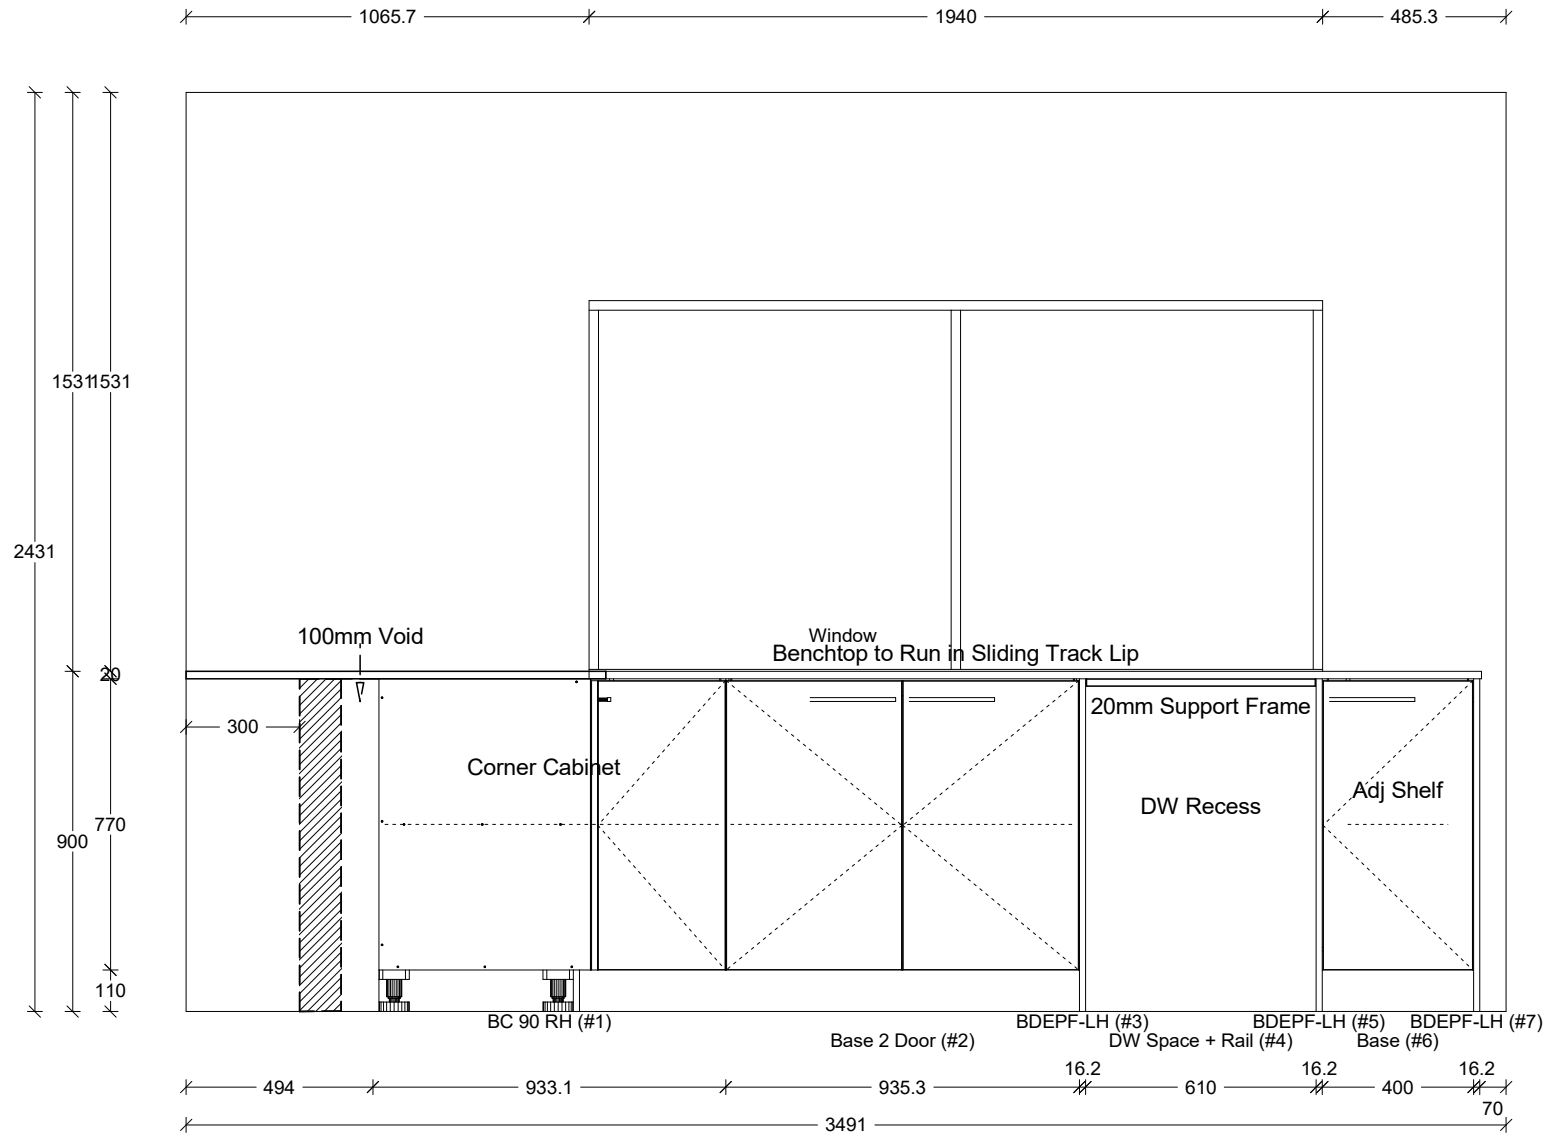 1065.7
1940
485.3
1531
1531
2431
100mm Void
Window
Benchtop to Run in Sliding Track Lip
20
20mm Support Frame
300
Corner Cabinet
Adj Shelf
DW Recess
770
900
110
BC 90 RH (#1)
BDEPF-LH (#3)
BDEPF-LH (#5)
BDEPF-LH (#7)
Base 2 Door (#2)
DW Space + Rail (#4)
Base (#6)
16.2
16.2
16.2
494
933.1
935.3
610
400
70
3491